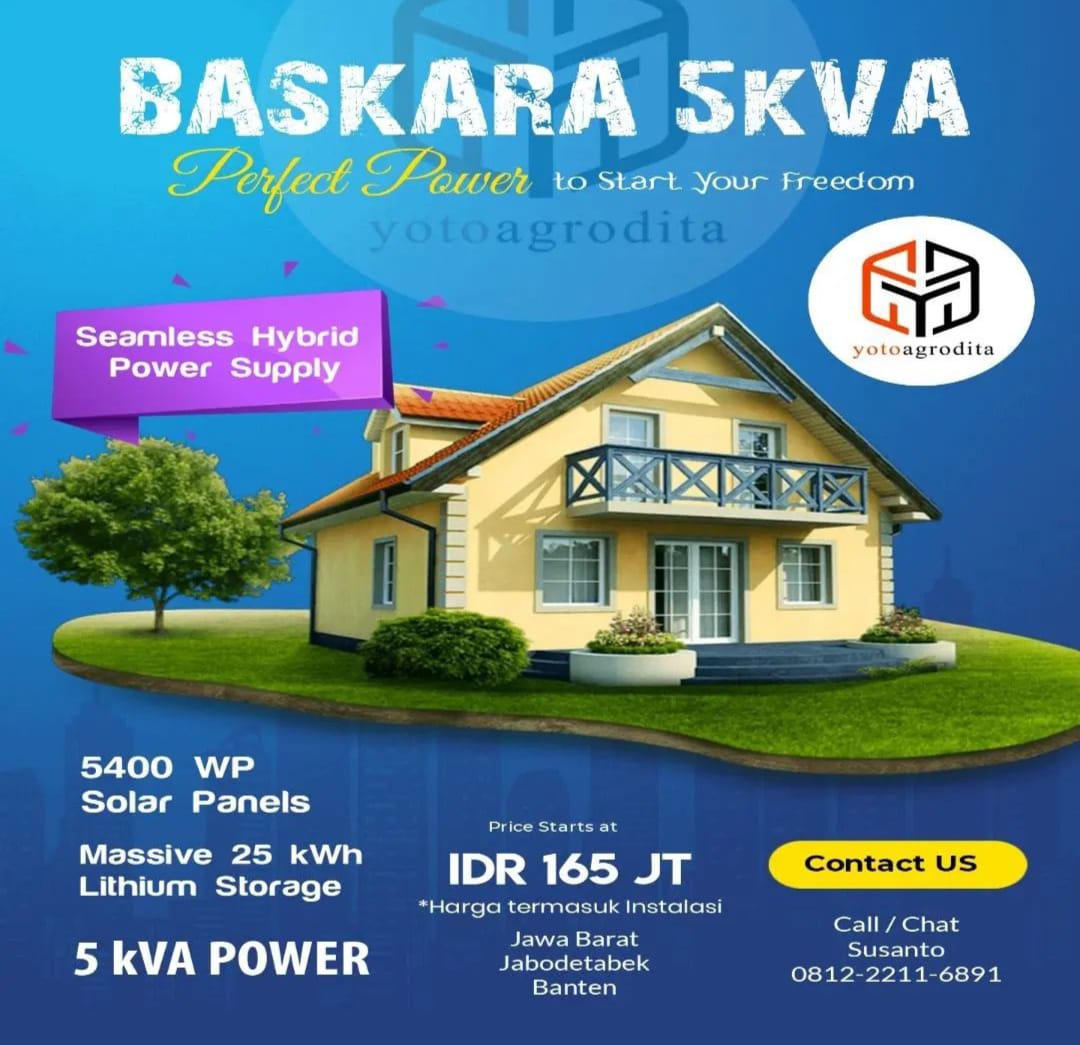 BASKARA 5kVA
Perfect Power to Start Your Freedom
yotoagrodita
yotoagrodita
Seamless Hybrid
Power Supply
5400 WP
Solar Panels
Massive 25 kWh
Lithium Storage
5 kVA POWER
Price Starts at
IDR 165 JT
*Harga termasuk Instalasi
Jawa Barat
Jabodetabek
Banten
Contact US
Call / Chat
Susanto
0812-2211-6891